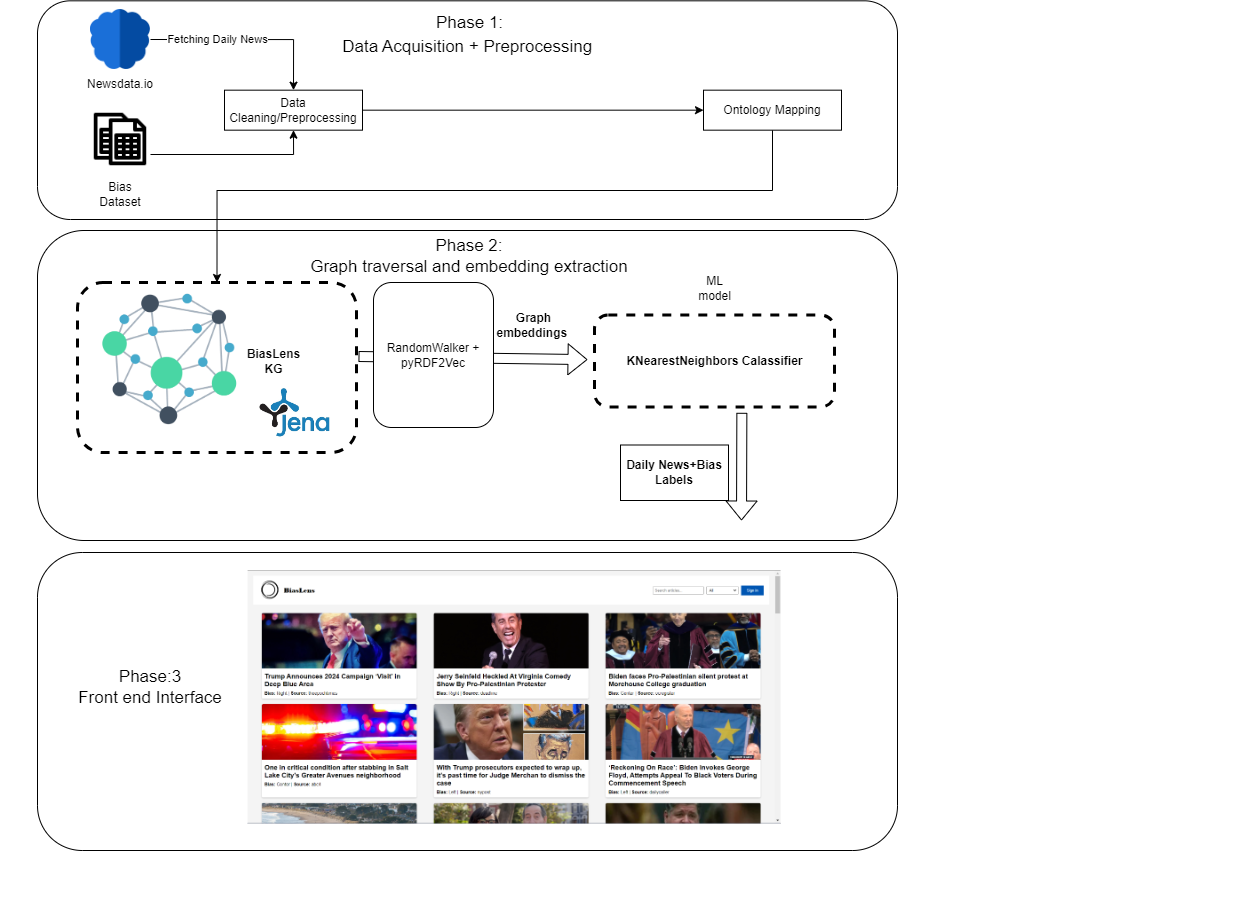 Phase 1:
Data Acquisition + Preprocessing
Fetching Daily News
Newsdata.io
Data
Cleaning/Preprocessing
Ontology Mapping
Bias
Dataset
Phase 2:
Graph traversal and embedding extraction
ML
model
BiasLens
KG
Jena
RandomWalker +
pyRDF2Vec
Graph
embeddings
KNearestNeighbors Calassifier
Daily News+Bias
Labels
Phase:3
Front end Interface
BiasLens
Search articles...
All
Sign In
Trump Announces 2024 Campaign 'Visit' in
Deep Blue Area
Bias: Right | Source: theepochtimes
Jerry Seinfeld Heckled At Virginia Comedy
Show By Pro-Palestinian Protester
Bias: Right | Source: deadline
Biden faces Pro-Palestinian silent protest at
Morehouse College graduation
Bias: Center | Source:
One in critical condition after stabbing in Salt
Lake City's Greater Avenues neighborhood
Bias: Center | Source:
With Trump prosecutors expected to wrap up,
it's past time for Judge Merchan to dismiss the
case
Bias: Left | Source: nypost
'Reckoning On Race': Biden Invokes George
Floyd, Attempts Appeal To Black Voters During
Commencement Speech
Bias: Left | Source: dailycaller